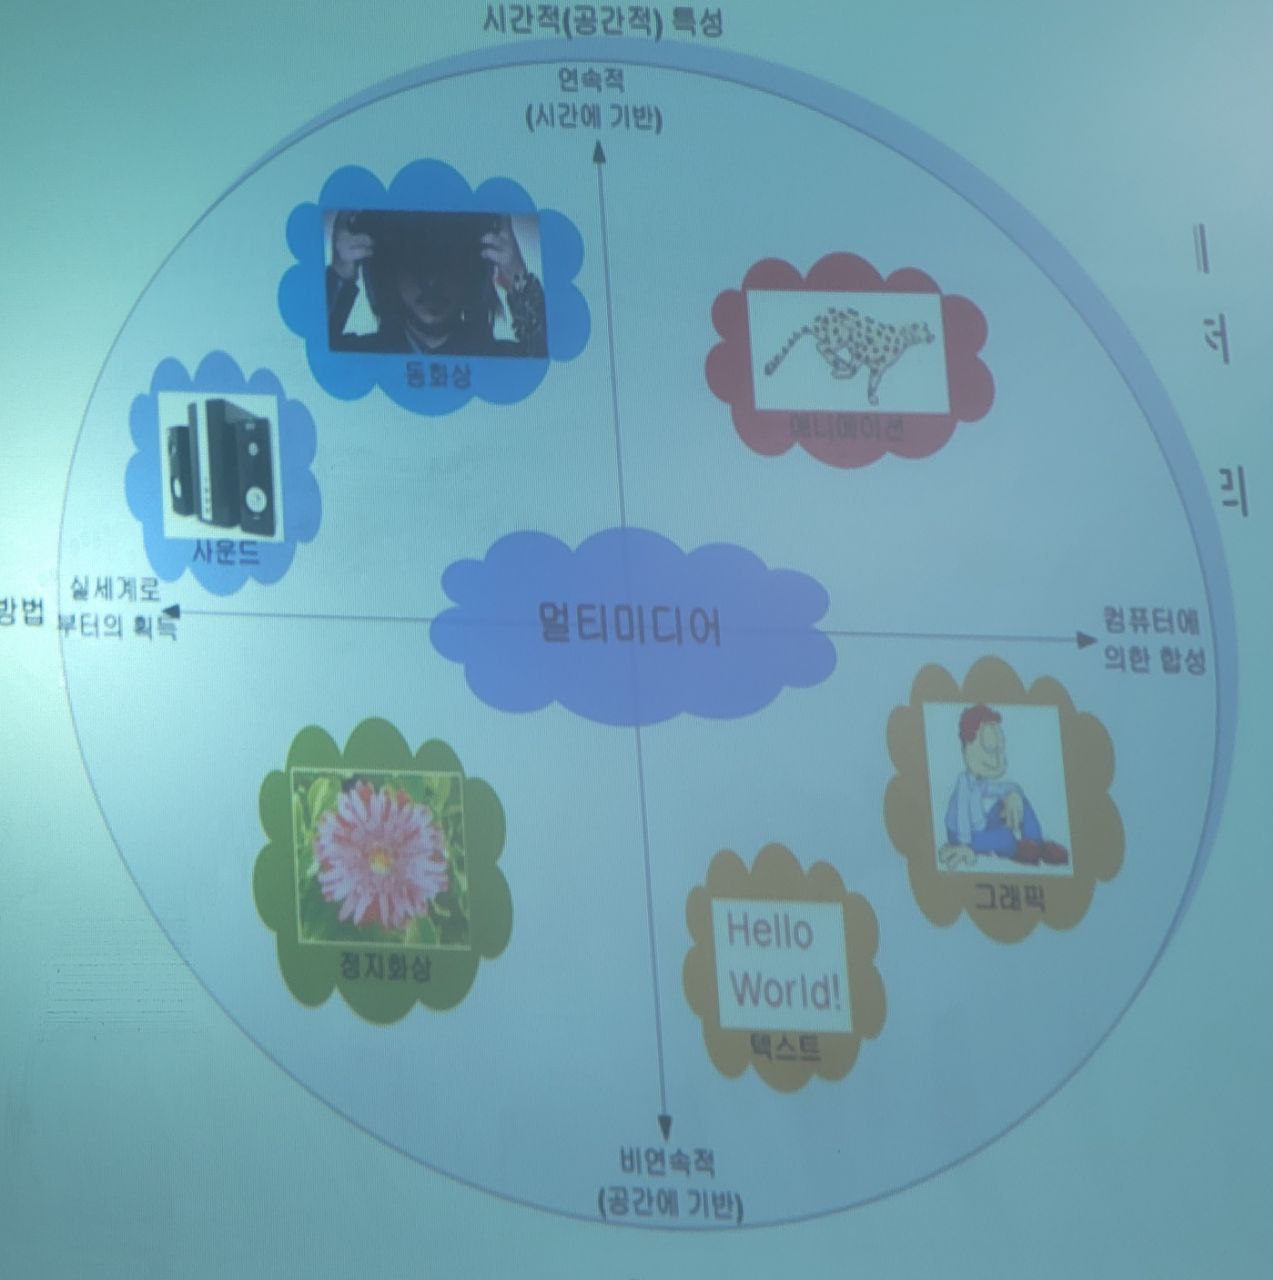 시간적(공간적) 특성
연속적
(시간에 기반)
동화상
애니메이션
사운드
방법
실세계로
부터의 획득
멀티미디어
컴퓨터에
의한 합성
그래픽
정지화상
Hello
World!
텍스트
비연속적
(공간에 기반)